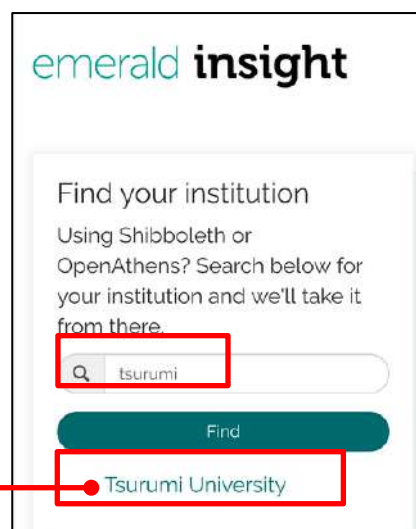 emerald insight
Find your institution
Using Shibboleth or
OpenAthens? Search below for
your institution and we'll take it
from there.
tsurumi
Find
Tsurumi University